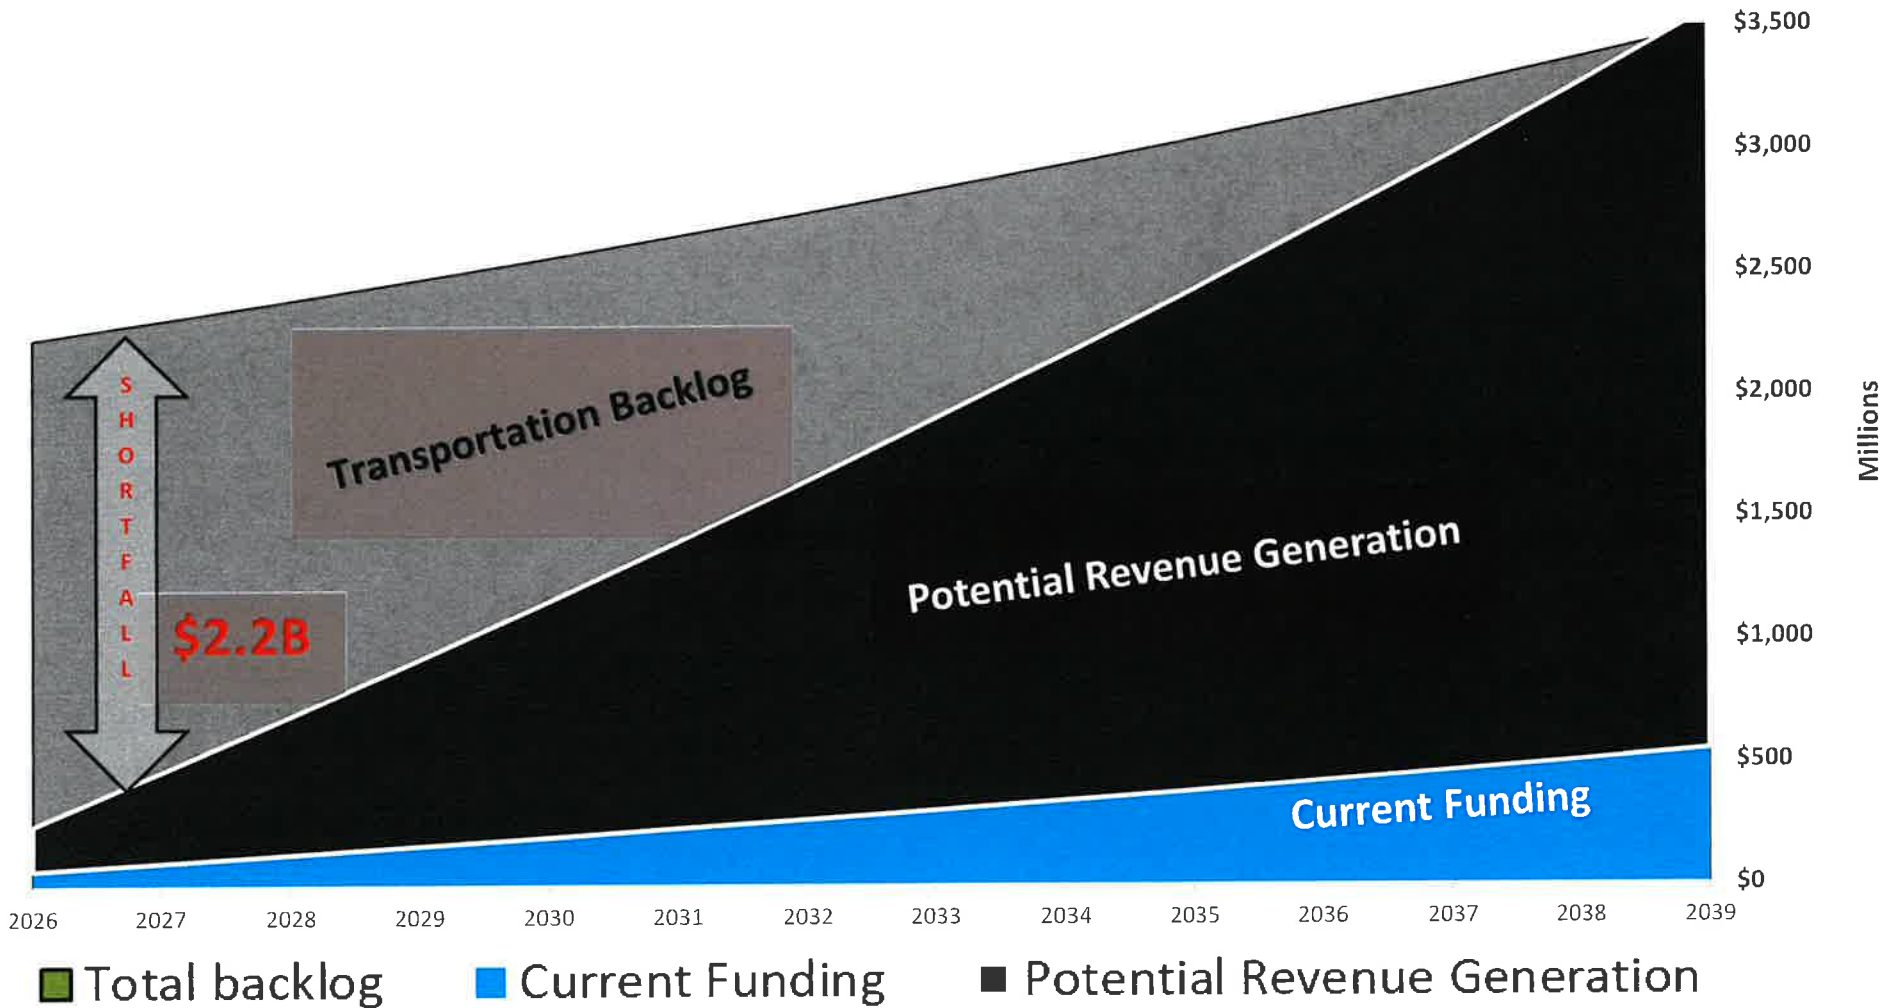 $3,500
$3,000
$2,500
$2,000
$1,500
$1,000
$500
$0
Millions
SHORTFALL
$2.2B
Transportation Backlog
Potential Revenue Generation
Current Funding
2026 2027 2028 2029 2030 2031 2032 2033 2034 2035 2036 2037 2038 2039
Total backlog Current Funding Potential Revenue Generation